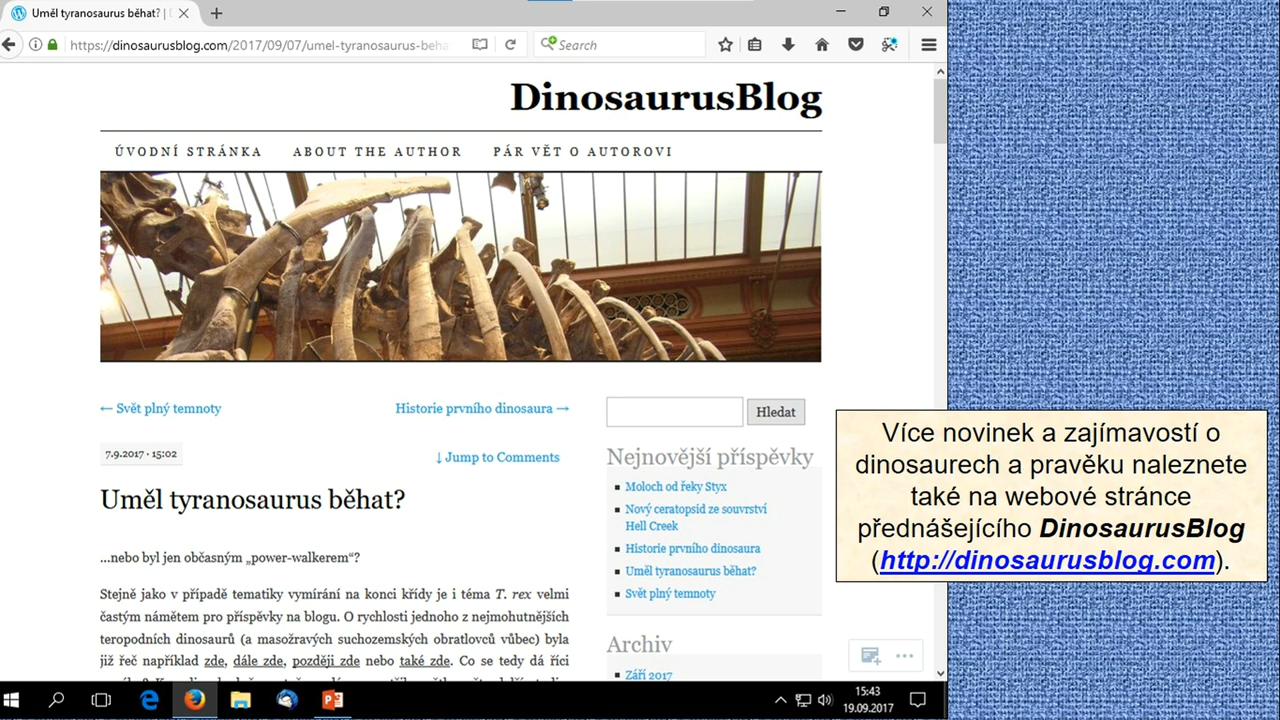 Uměl tyranosaurus běhat? |
https://dinosaurusblog.com/2017/09/07/umel-tyranosaurus-beha
Search
DinosaurusBlog
ÚVODNÍ STRÁNKA ABOUT THE AUTHOR PÁR VĚT O AUTOROVI
← Svět plný temnoty
Historie prvního dinosaura →
Hledat
7.9.2017 · 15:02
↓ Jump to Comments
Uměl tyranosaurus běhat?
...nebo byl jen občasným „power-walkerem“?
Stejně jako v případě tematiky vymírání na konci křídy je i téma T. rex velmi
častým námětem pro příspěvky na blogu. O rychlosti jednoho z nejmohutnějších
teropodních dinosaurů (a masožravých suchozemských obratlovců vůbec) byla
již řeč například zde, dále zde, později zde nebo také zde. Co se tedy dá říci
Nejnovější příspěvky
Moloch od řeky Styx
Nový ceratopsid ze souvrství
Hell Creek
Historie prvního dinosaura
Uměl tyranosaurus běhat?
Svět plný temnoty
Archiv
Září 2017
Více novinek a zajímavostí o
dinosaurech a pravěku naleznete
také na webové stránce
přednášejícího DinosaurusBlog
(http://dinosaurusblog.com).
15:43
19.09.2017